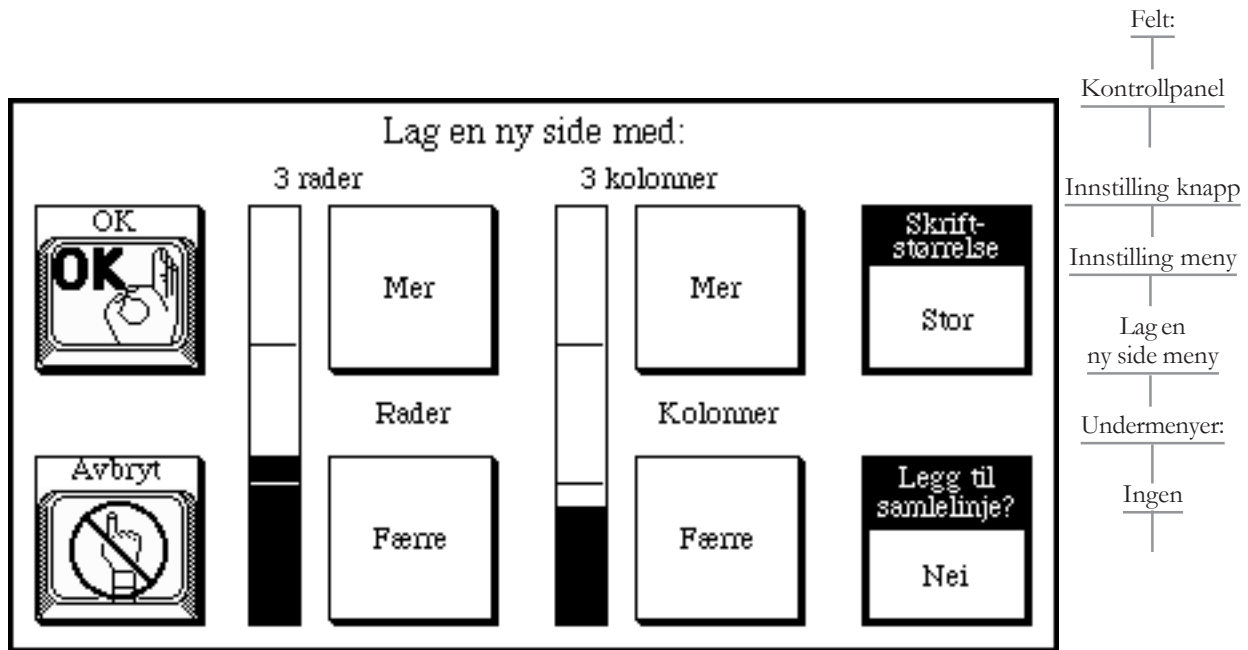 Lag en ny side med:
3 rader
3 kolonner
OK
OK
Mer
Mer
Skrift-
størrelse
Stor
Rader
Kolonner
Avbryt
Færre
Færre
Legg til
samlelinje?
Nei
Felt:
Kontrollpanel
Innstilling knapp
Innstilling meny
Lag en
ny side meny
Undermenyer:
Ingen